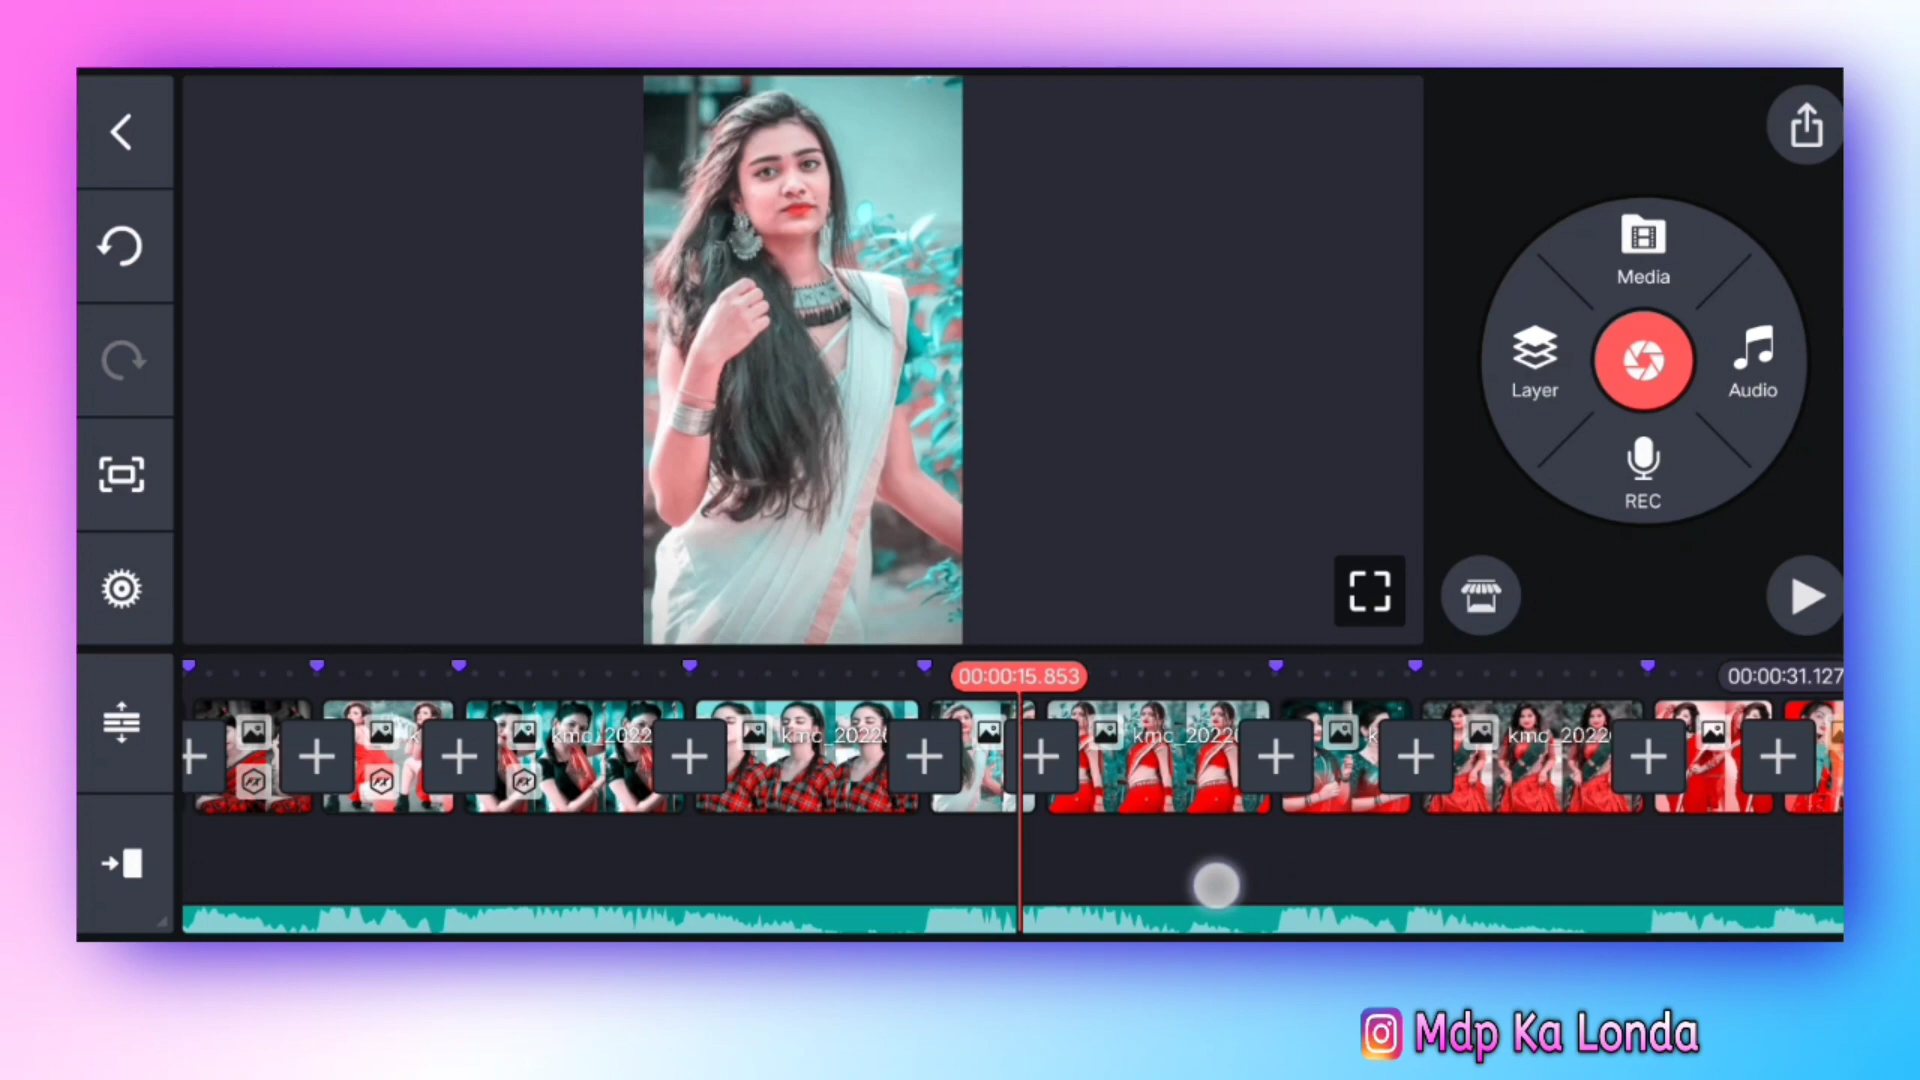 Media
Layer
Audio
REC
00:00:15.853
00:00:31.127
kmc_2022
kmc_2022
kmc_2022
kmc_2022
Mdp Ka Londa